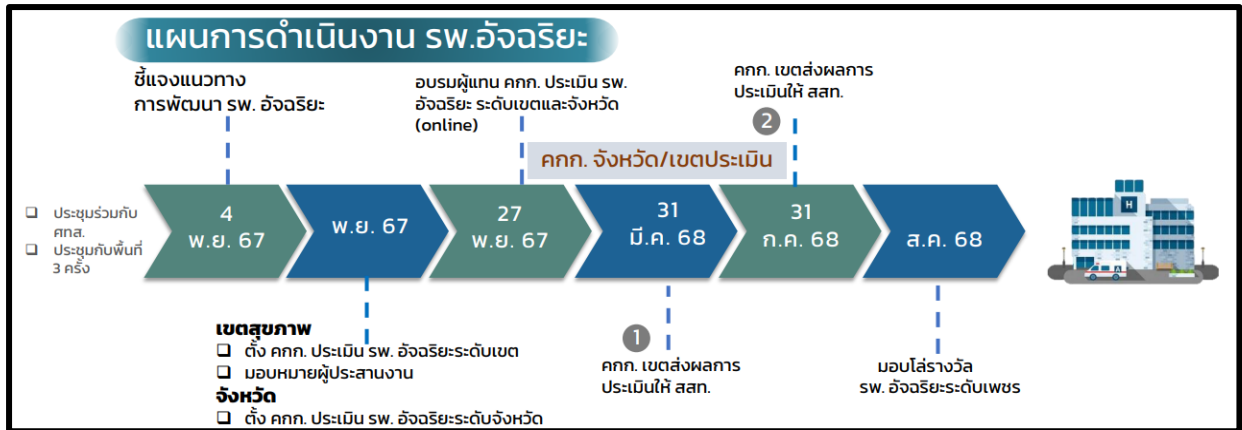 แผนการดำเนินงาน รพ.อัจฉริยะ
ชี้แจงแนวทาง
การพัฒนา รพ. อัจฉริยะ
อบรมผู้แทน คกก. ประเมิน รพ.
อัจฉริยะ ระดับเขตและจังหวัด
(online)
คกก. เขตส่งผลการ
ประเมินให้ สสท.
2
คกก. จังหวัด/เขตประเมิน
❑ ประชุมร่วมกับ
ศทส.
❑ ประชุมกับพื้นที่
3 ครั้ง
4
พ.ย. 67
พ.ย. 67
27
พ.ย. 67
31
มี.ค. 68
31
ก.ค. 68
ส.ค. 68
H
เขตสุขภาพ
❑ ตั้ง คกก. ประเมิน รพ. อัจฉริยะระดับเขต
❑ มอบหมายผู้ประสานงาน
จังหวัด
❑ ตั้ง คกก. ประเมิน รพ. อัจฉริยะระดับจังหวัด
1
คกก. เขตส่งผลการ
ประเมินให้ สสท.
มอบโล่รางวัล
รพ. อัจฉริยะระดับเพชร